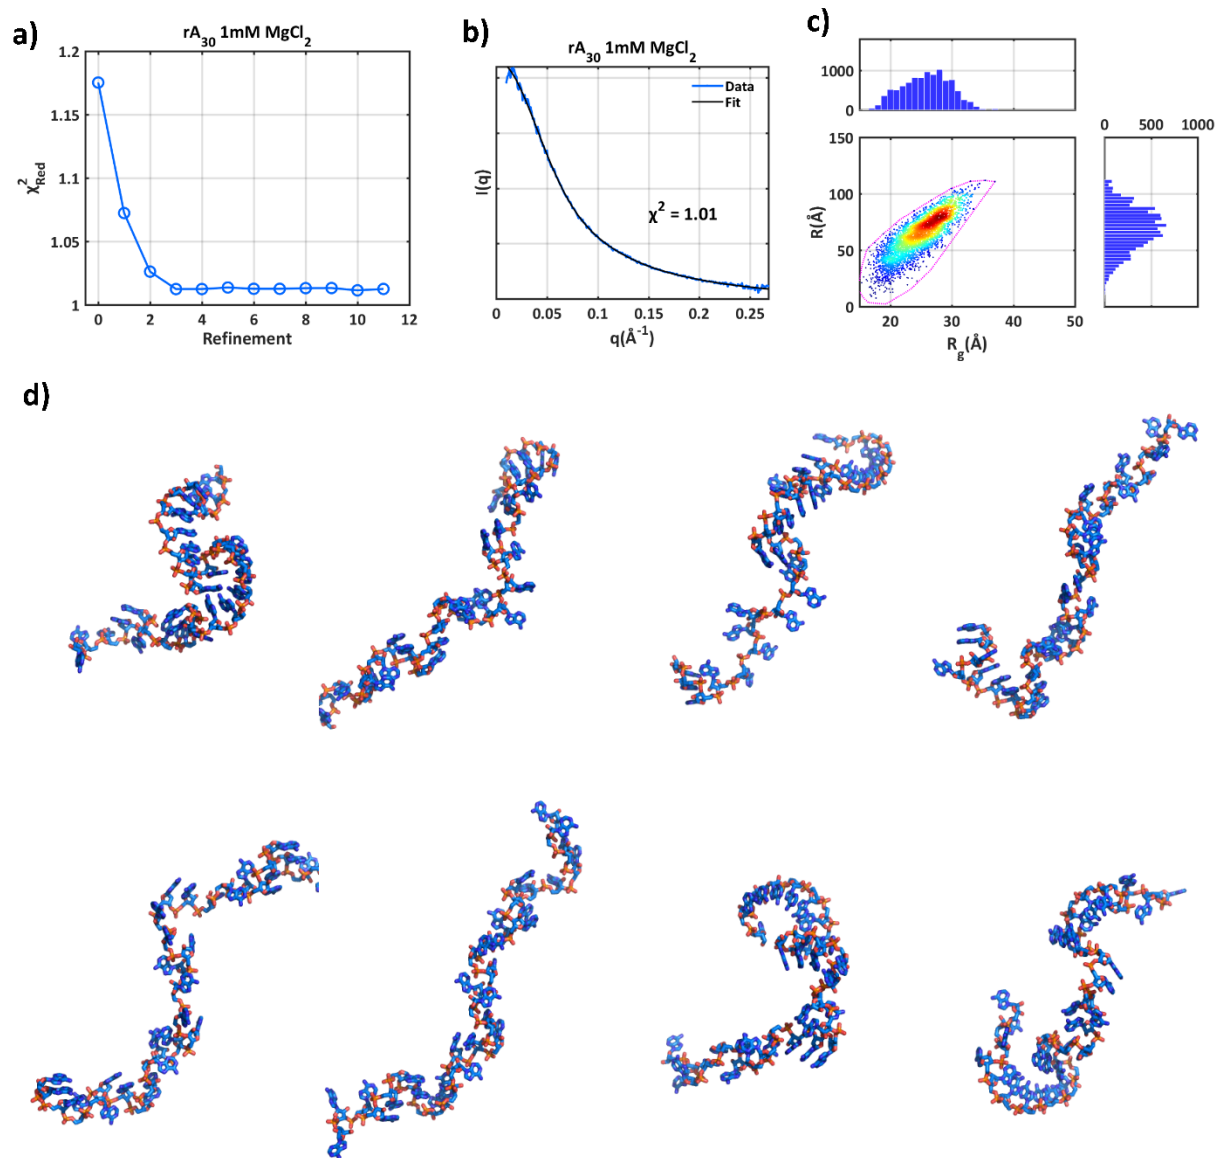 a)
rA30 1mM MgCl2
1.2
1.15
1.1
1.05
1
χ2Red
0 2 4 6 8 10 12
Refinement
b)
rA30 1mM MgCl2
Data
Fit
I(q)
χ2 = 1.01
0 0.05 0.1 0.15 0.2 0.25
q(Å-1)
c)
1000
0
0 500 1000
150
100
50
0
R(Å)
20 30 40 50
Rg(Å)
d)